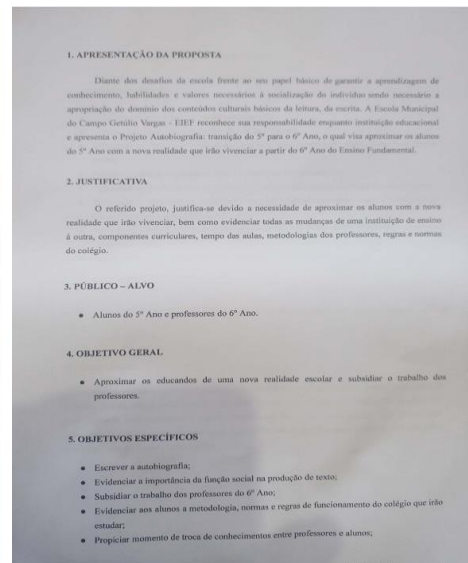 1. APRESENTAÇÃO DA PROPOSTA
Diante dos desafios da escola frente ao seu papel básico de garantir a aprendizagem de
conhecimento, habilidades e valores necessários à socialização do indivíduo sendo necessário a
apropriação do domínio dos conteúdos culturais básicos da leitura, da escrita. A Escola Municipal
do Campo Getúlio Vargas - EIEF reconhece sua responsabilidade enquanto instituição educacional
e apresenta o Projeto Autobiografia: transição do 5º para o 6º Ano, o qual visa aproximar os alunos
do 5º Ano com a nova realidade que irão vivenciar a partir do 6º Ano do Ensino Fundamental.
2. JUSTIFICATIVA
O referido projeto, justifica-se devido a necessidade de aproximar os alunos com a nova
realidade que irão vivenciar, bem como evidenciar todas as mudanças de uma instituição de ensino
à outra, componentes curriculares, tempo das aulas, metodologias dos professores, regras e normas
do colégio.
3. PÚBLICO – ALVO
• Alunos do 5º Ano e professores do 6º Ano.
4. OBJETIVO GERAL
• Aproximar os educandos de uma nova realidade escolar e subsidiar o trabalho dos
professores.
5. OBJETIVOS ESPECÍFICOS
• Escrever a autobiografia;
• Evidenciar a importância da função social na produção de texto;
• Subsidiar o trabalho dos professores do 6º Ano;
• Evidenciar aos alunos a metodologia, normas e regras de funcionamento do colégio que irão
estudar;
• Propiciar momento de troca de conhecimentos entre professores e alunos;